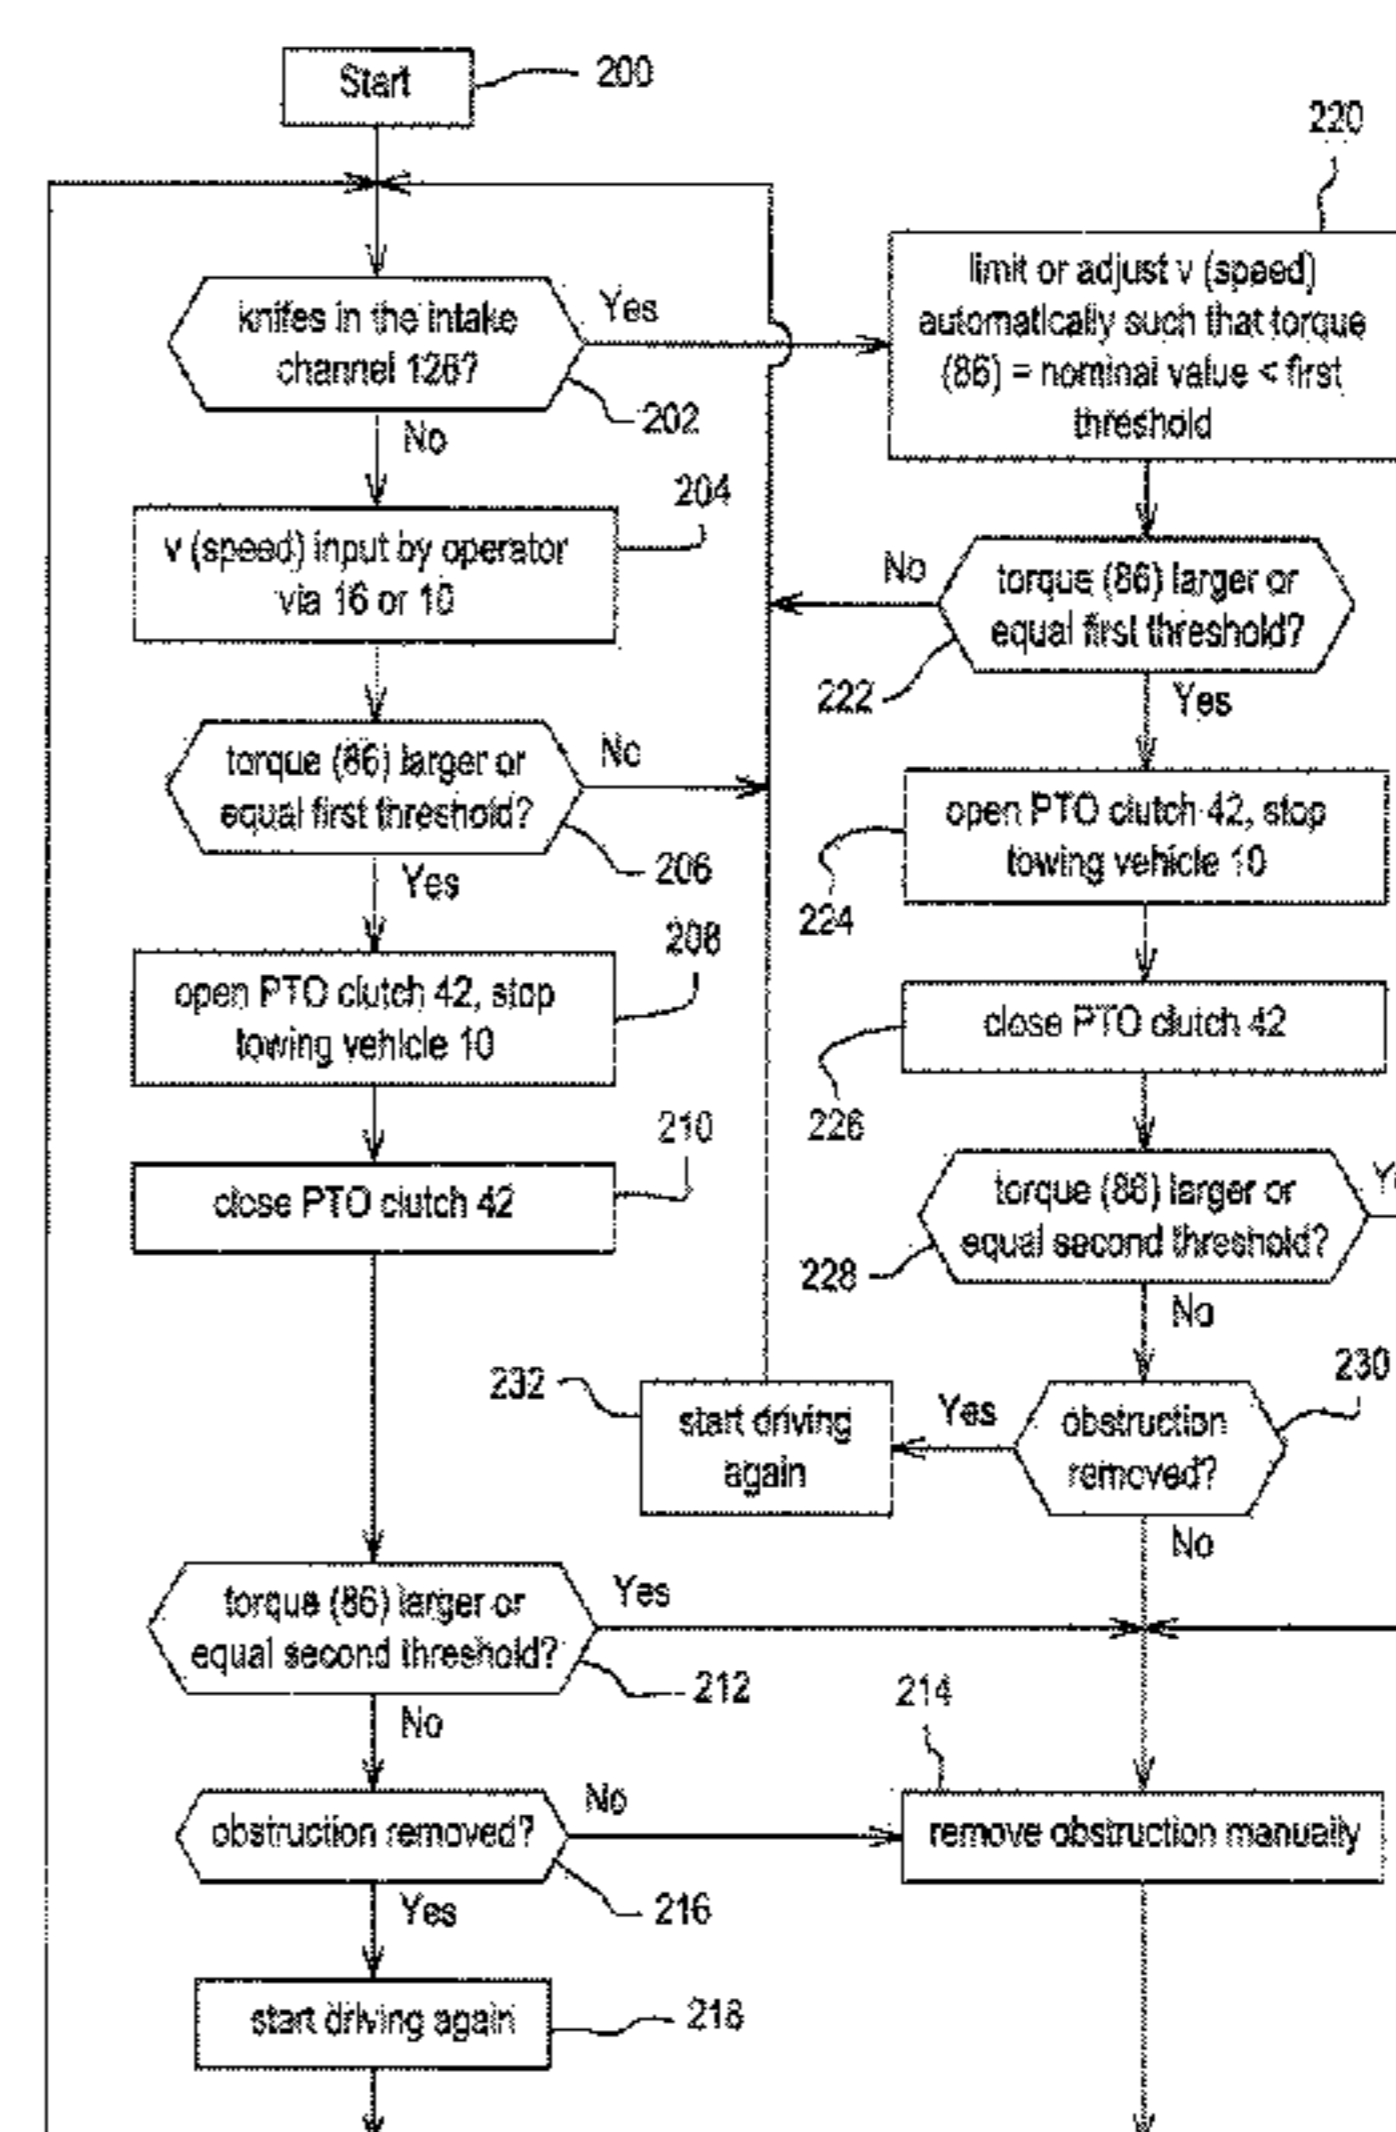 Start
200
220
knifes in the intake
channel 126?
Yes
202
No
limit or adjust v (speed)
automatically such that torque
(86) = nominal value < first
threshold
204
v (speed) input by operator
via 16 or 10
No
torque (86) larger or
equal first threshold?
222
Yes
torque (86) larger or
equal first threshold?
No
206
Yes
open PTO clutch 42, stop
towing vehicle 10
224
208
open PTO clutch 42, stop
towing vehicle 10
close PTO clutch 42
226
210
close PTO clutch 42
torque (86) larger or
equal second threshold?
228
No
230
232
start driving
again
Yes
obstruction
removed?
No
torque (86) larger or
equal second threshold?
Yes
212
No
214
obstruction removed?
No
remove obstruction manually
216
Yes
start driving again
218